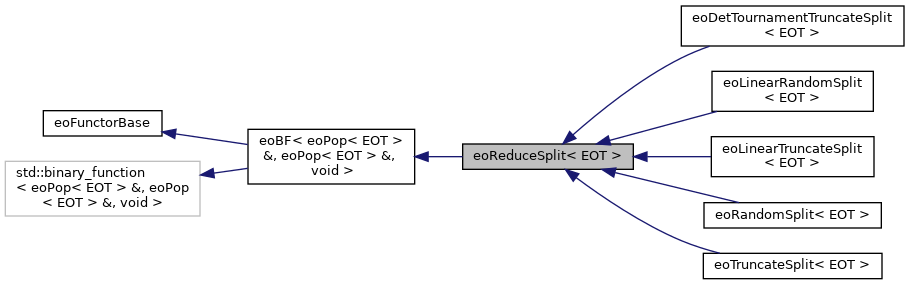 eoFunctorBase
std::binary_function
< eoPop< EOT > &, eoPop
< EOT > &, void >
eoBF< eoPop< EOT >
&, eoPop< EOT > &,
void >
eoReduceSplit< EOT >
eoDetTournamentTruncateSplit
< EOT >
eoLinearRandomSplit
< EOT >
eoLinearTruncateSplit
< EOT >
eoRandomSplit< EOT >
eoTruncateSplit< EOT >